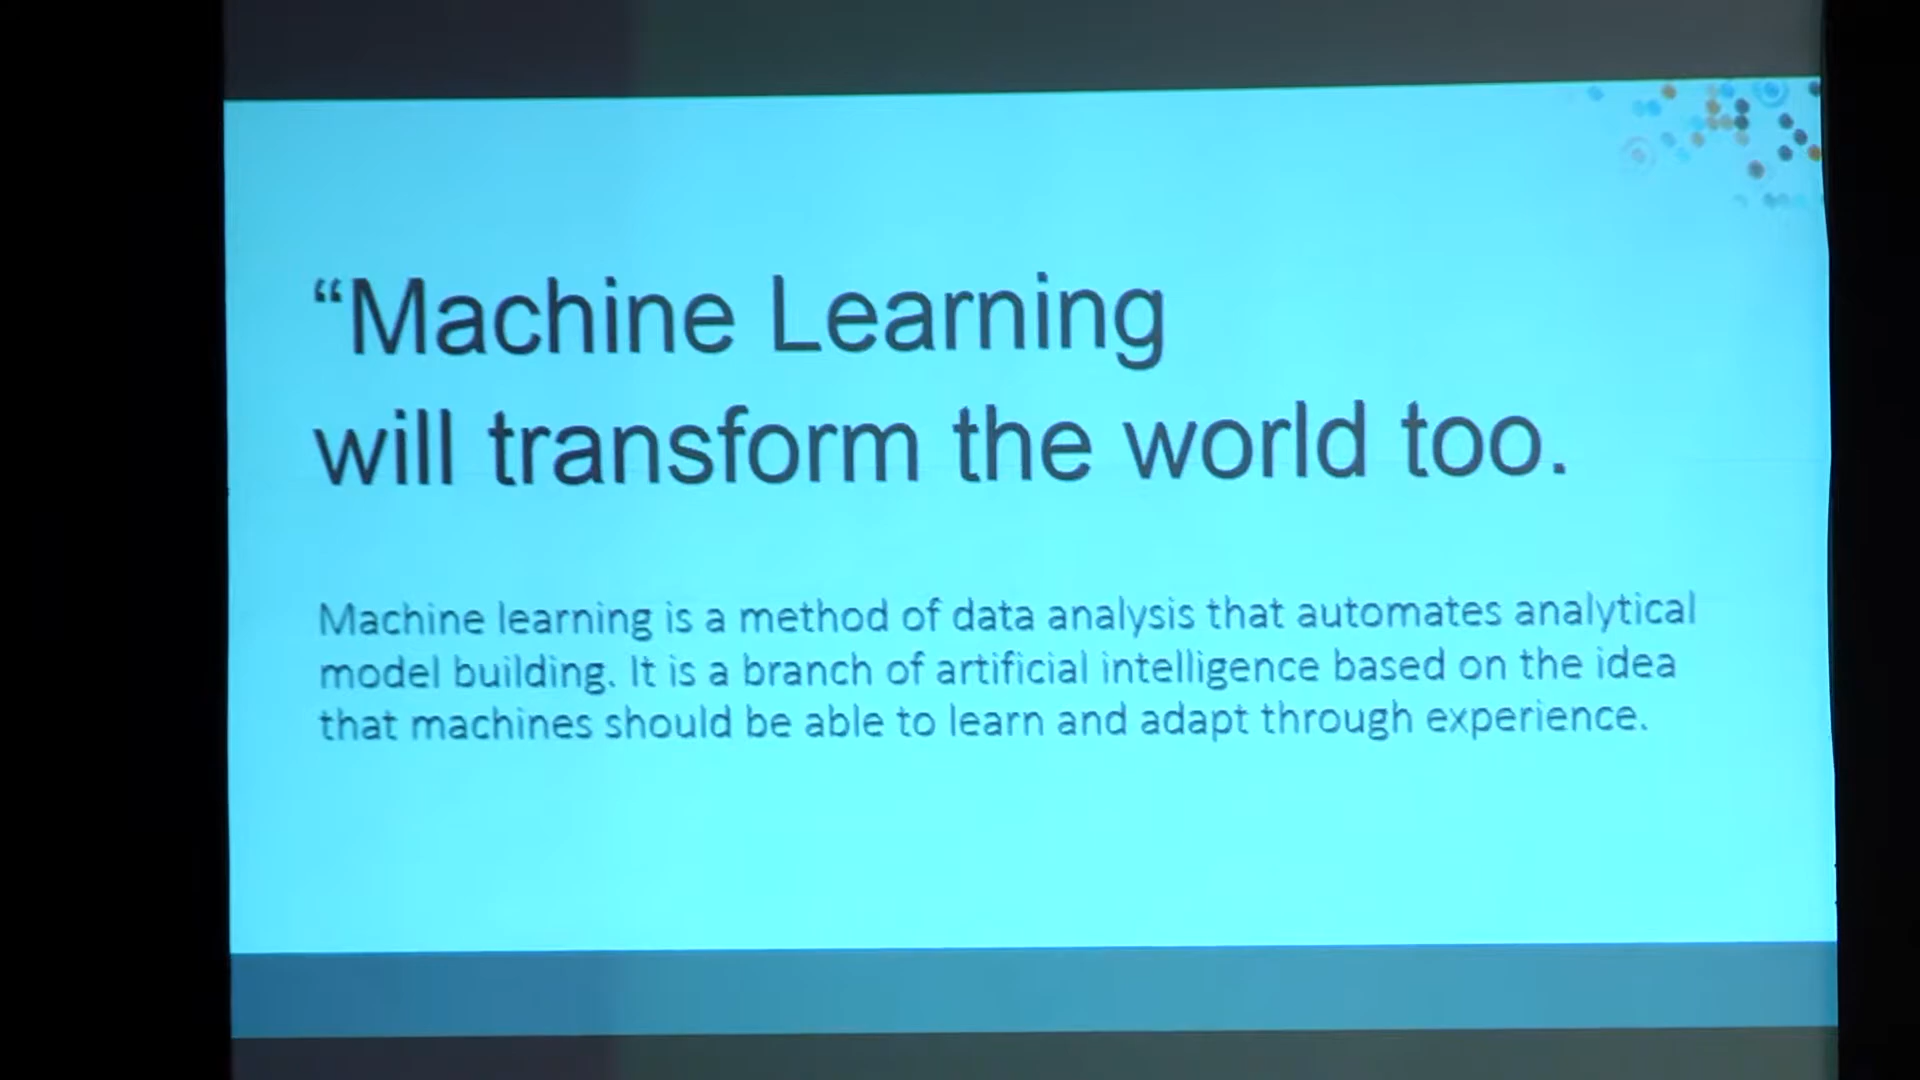 “Machine Learning
will transform the world too.
Machine learning is a method of data analysis that automates analytical
model building. It is a branch of artificial intelligence based on the idea
that machines should be able to learn and adapt through experience.